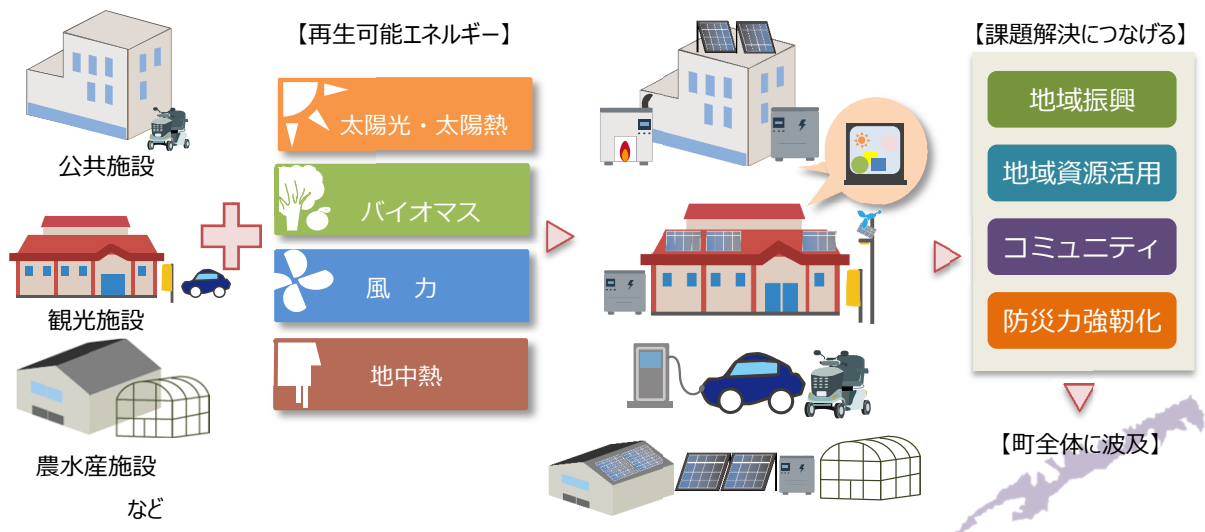 公共施設
観光施設
農水産施設
など
【再生可能エネルギー】
太陽光・太陽熱
バイオマス
風　力
地中熱
【課題解決につなげる】
地域振興
地域資源活用
コミュニティ
防災力強靭化
【町全体に波及】